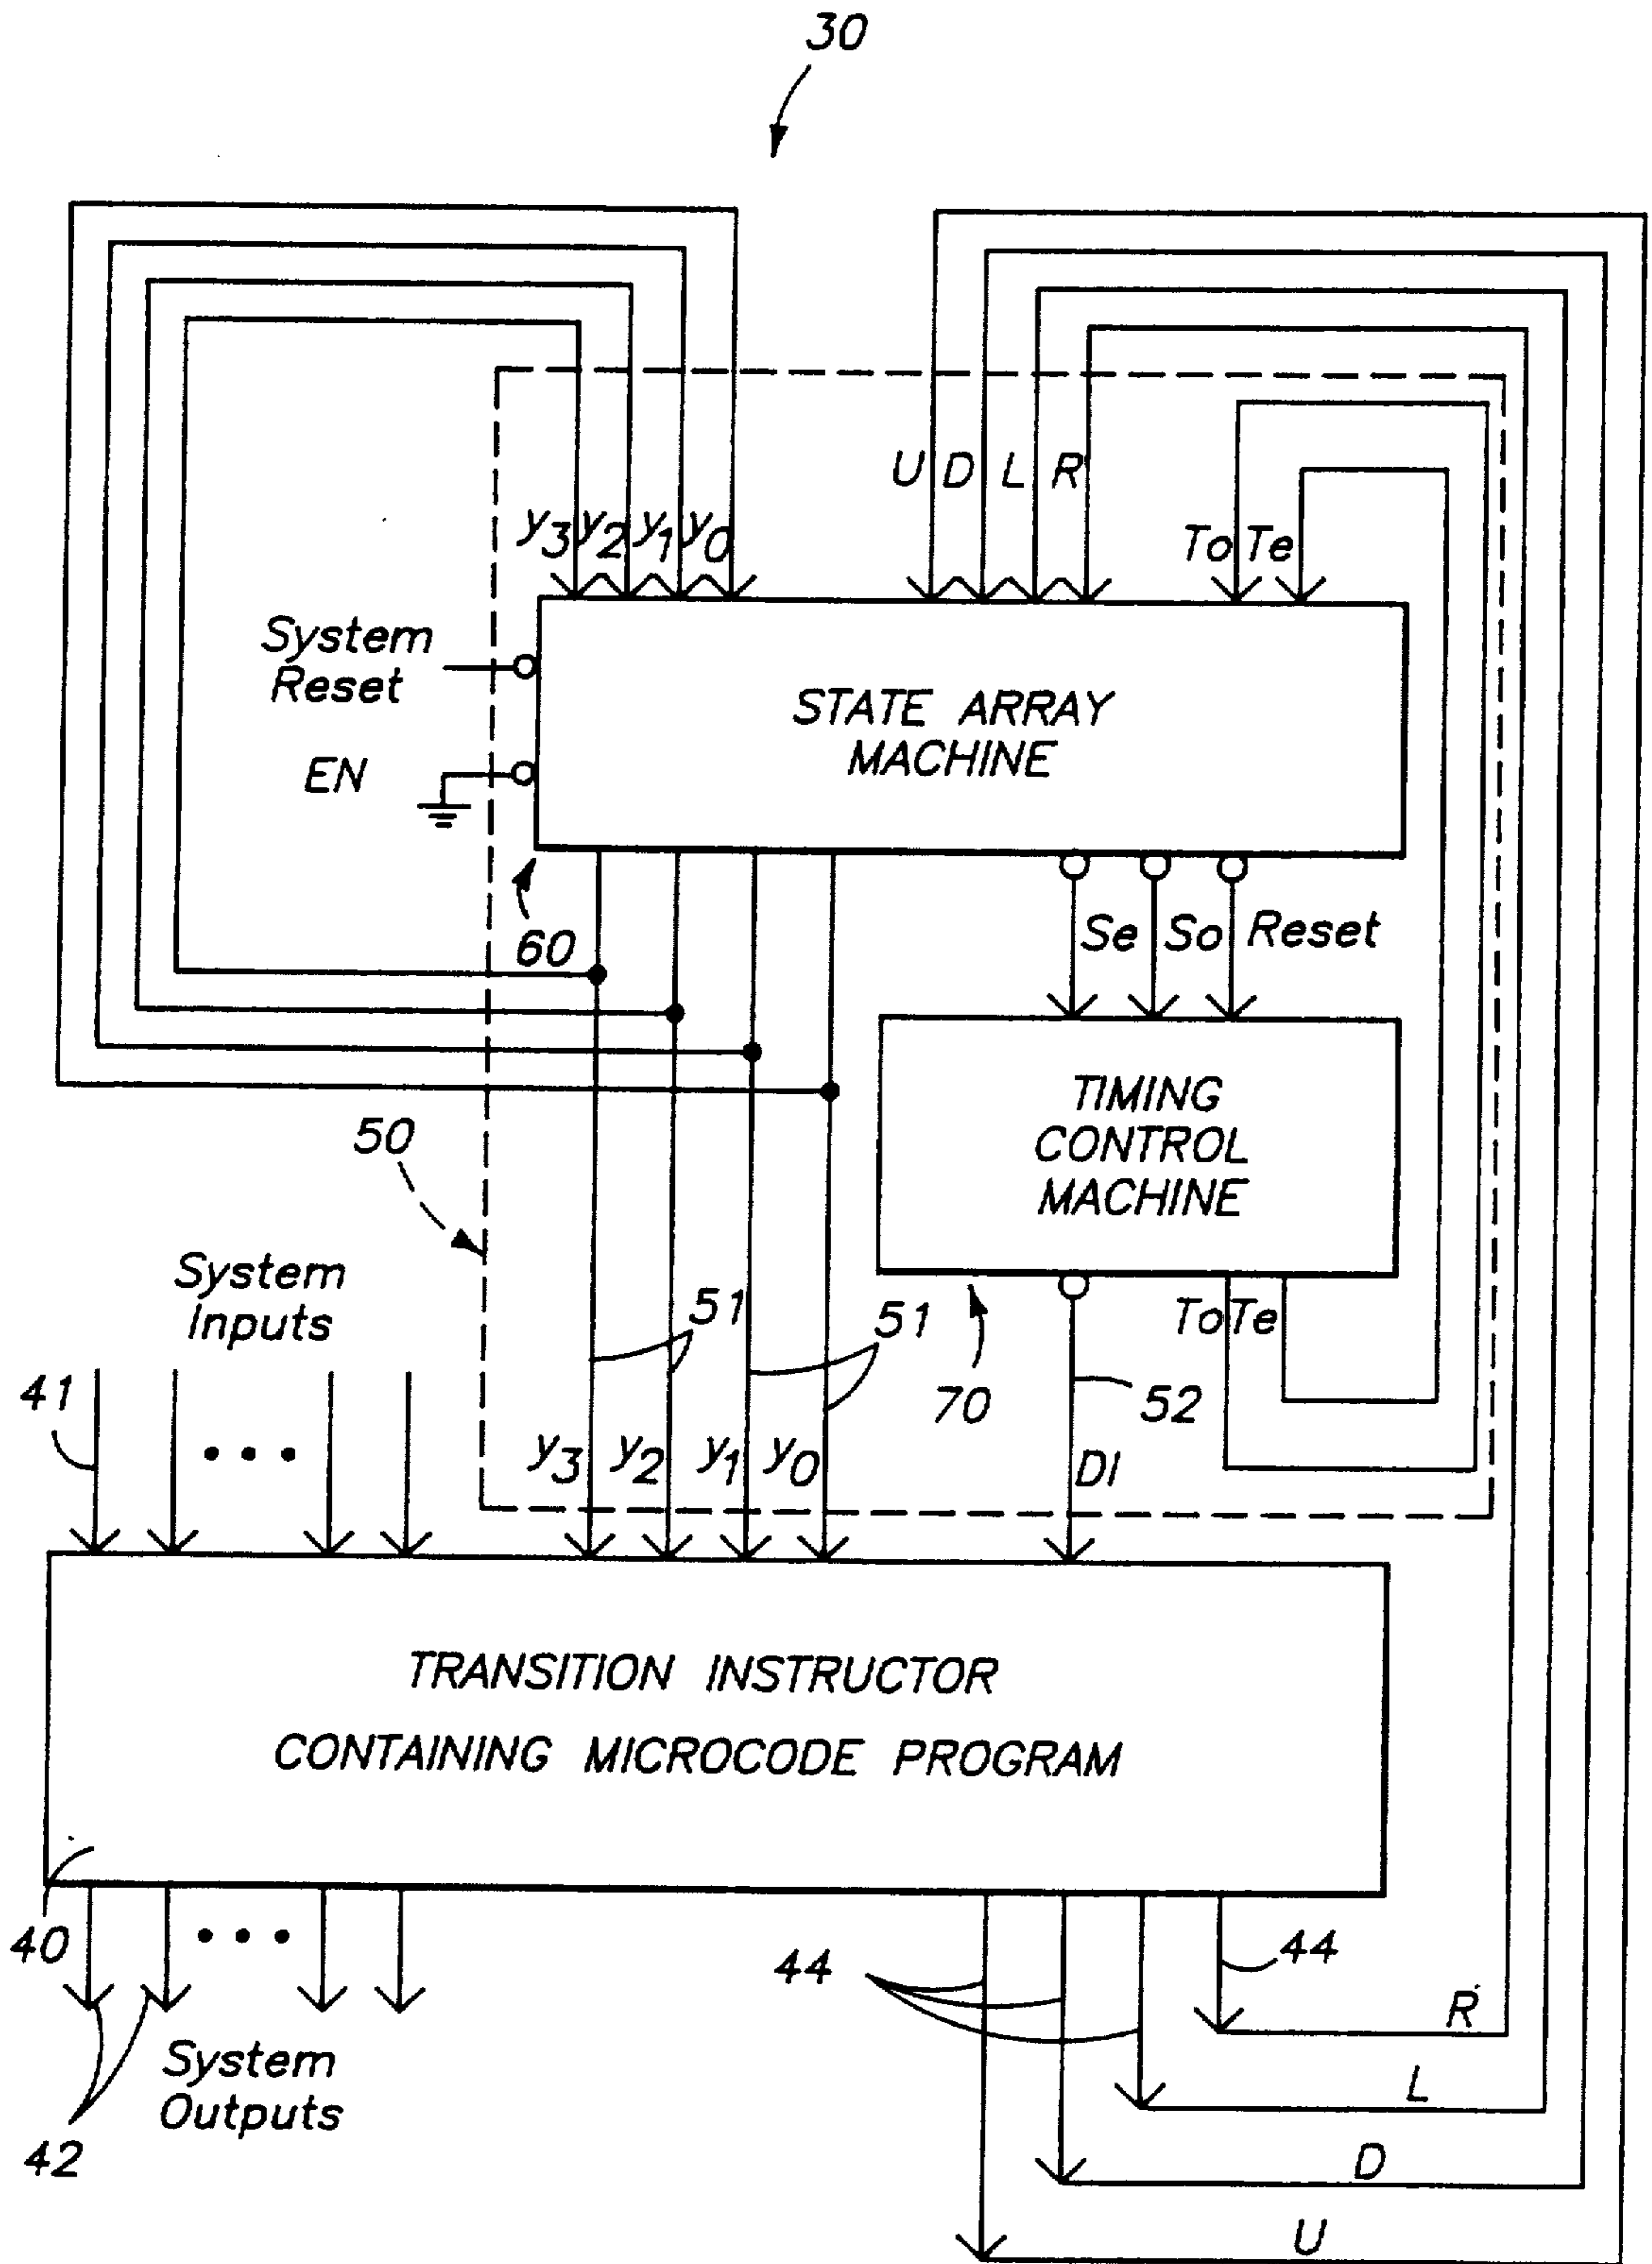 30
U D L R
y3 y2 y1 y0
To Te
System
Reset
STATE ARRAY
MACHINE
EN
60
Se So Reset
TIMING
CONTROL
MACHINE
50
System
Inputs
51
51
To Te
41
70
52
y3 y2 y1 y0
DI
TRANSITION INSTRUCTOR
CONTAINING MICROCODE PROGRAM
40
44
44
R
System
Outputs
L
42
D
U